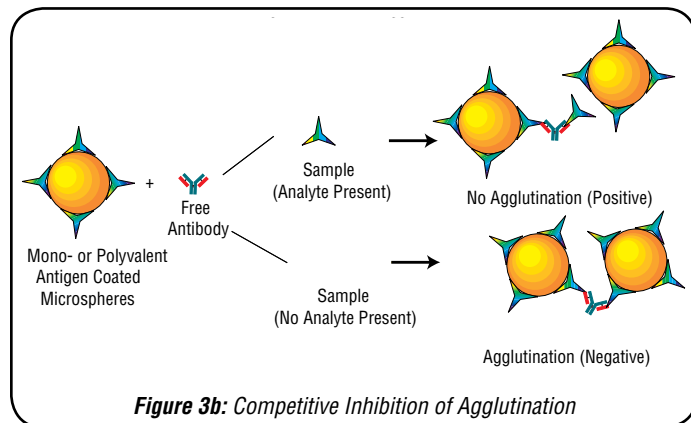 +
Free
Antibody
Mono- or Polyvalent
Antigen Coated
Microspheres
Sample
(Analyte Present)
No Agglutination (Positive)
Sample
(No Analyte Present)
Agglutination (Negative)
Figure 3b: Competitive Inhibition of Agglutination